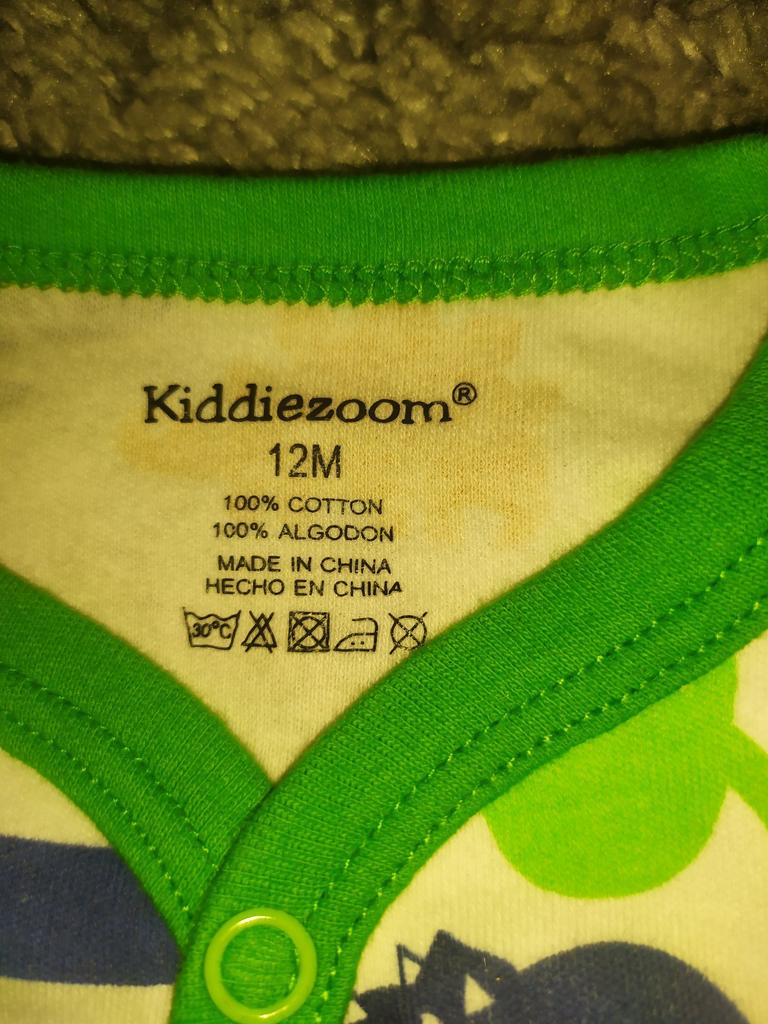 Kiddiezoom®
12M
100% COTTON
100% ALGODON
MADE IN CHINA
HECHO EN CHINA
30°C